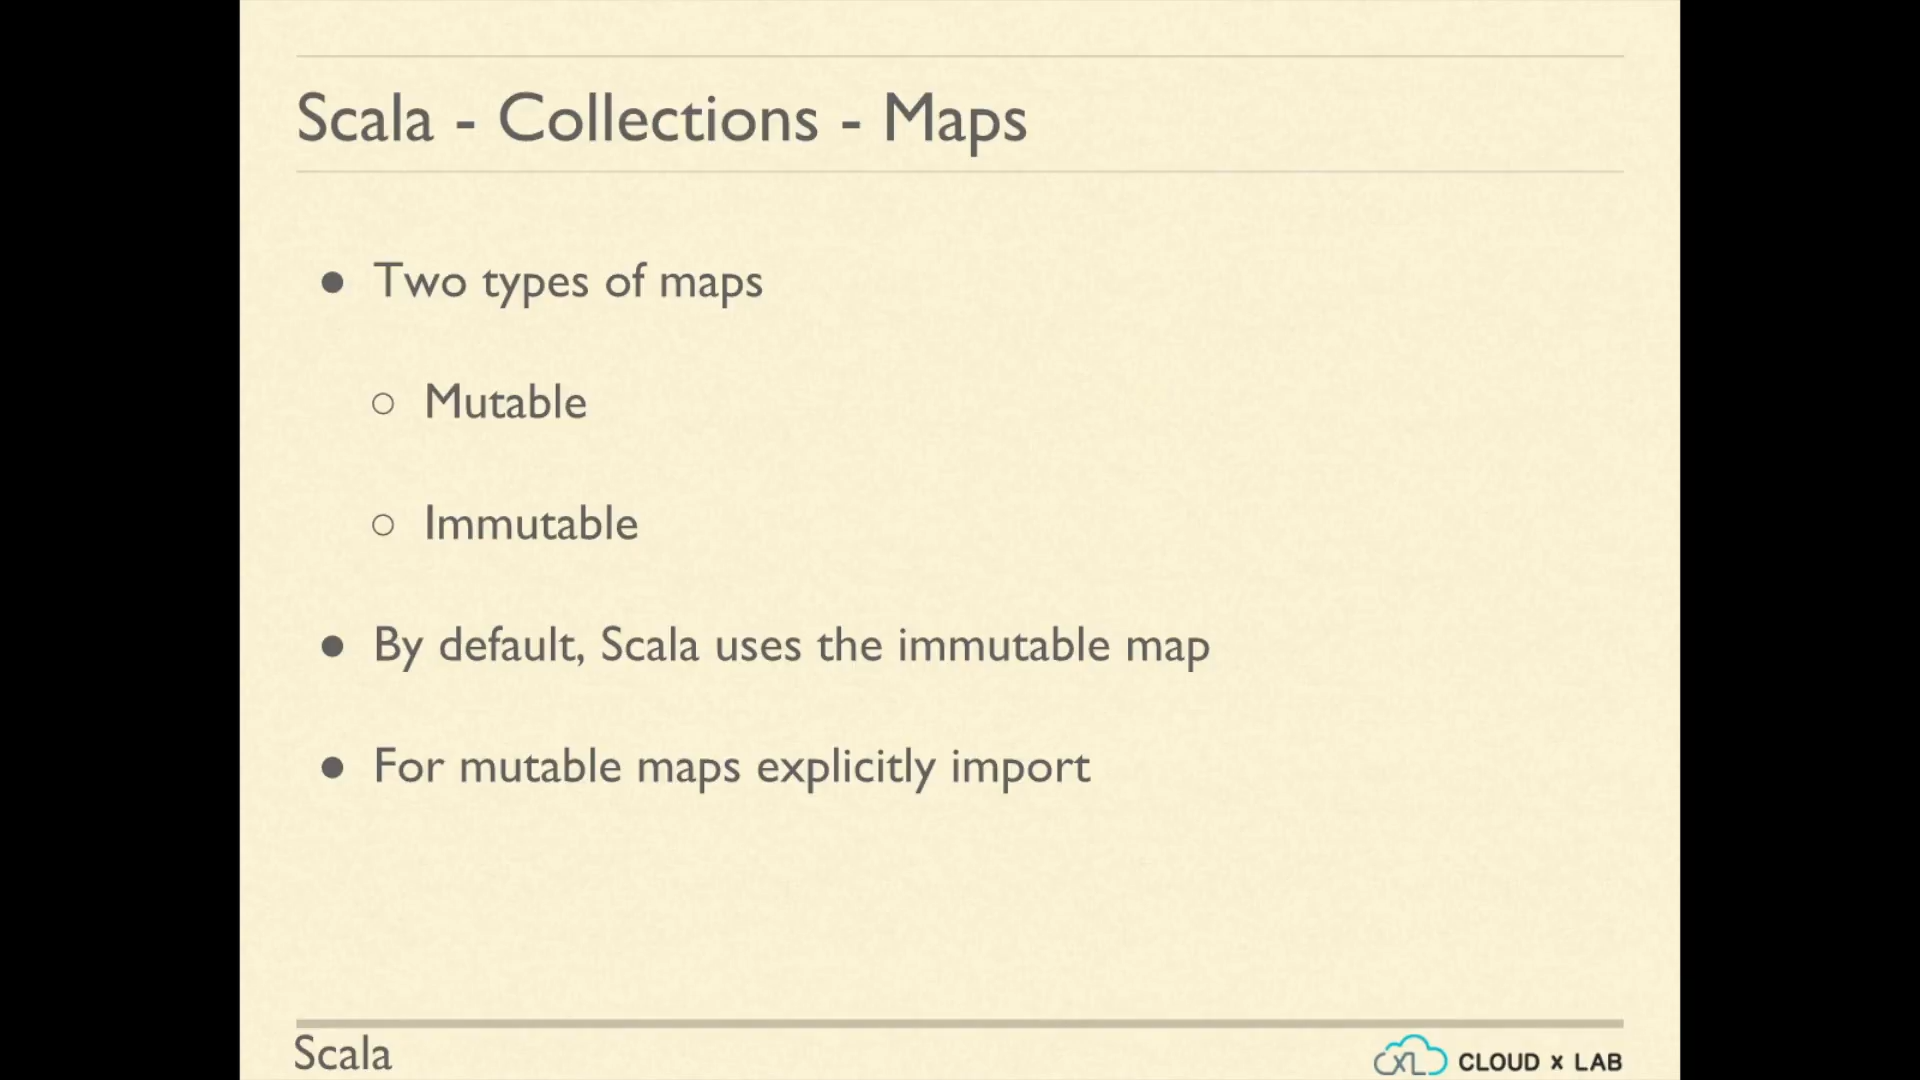 Scala - Collections - Maps
● Two types of maps
○ Mutable
○ Immutable
● By default, Scala uses the immutable map
● For mutable maps explicitly import
Scala
CXL CLOUD x LAB